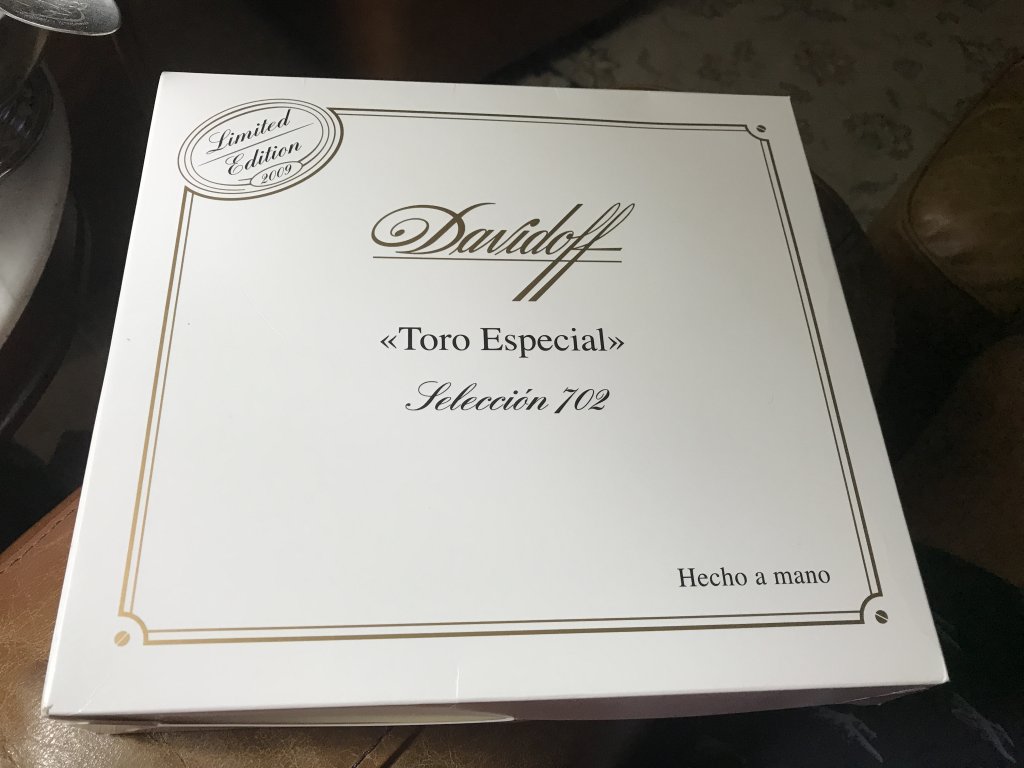 Limited
Edition
2009
Davidoff
«Toro Especial»
Selección 702
Hecho a mano